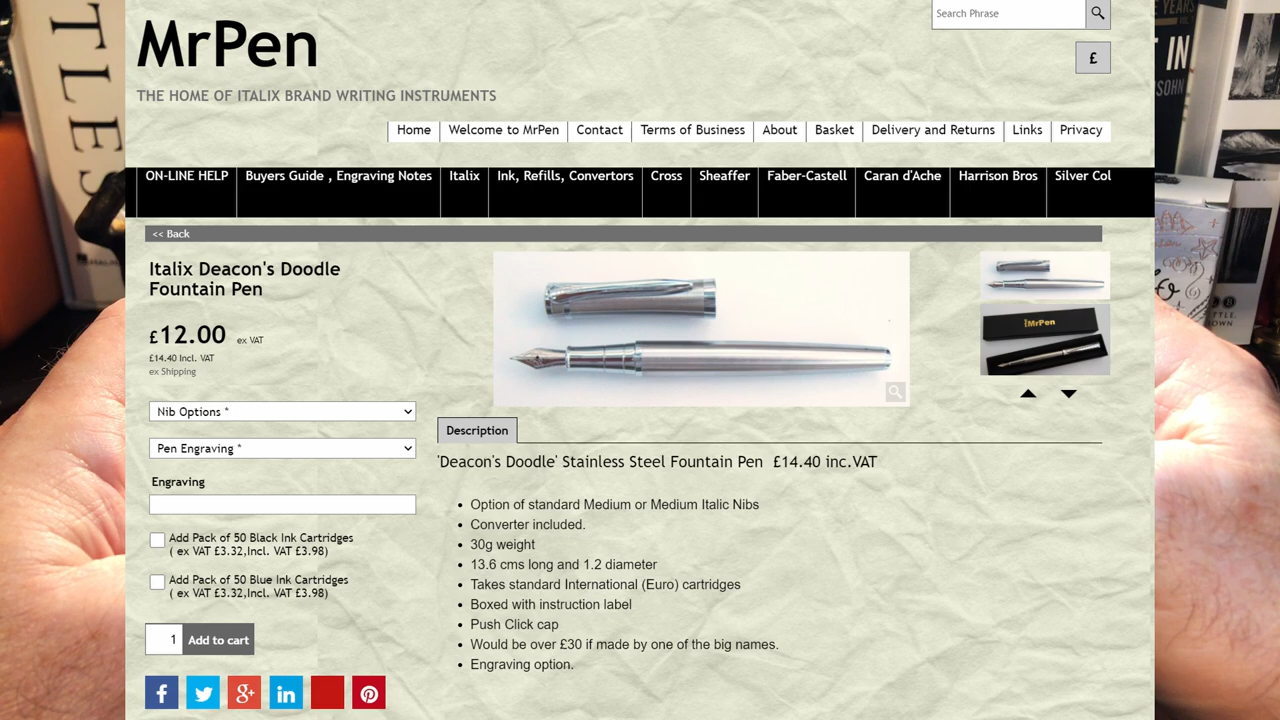 MrPen
THE HOME OF ITALIX BRAND WRITING INSTRUMENTS
Search Phrase
£
Home Welcome to MrPen Contact Terms of Business About Basket Delivery and Returns Links Privacy
ON-LINE HELP Buyers Guide , Engraving Notes Italix Ink, Refills, Convertors Cross Sheaffer Faber-Castell Caran d'Ache Harrison Bros Silver Col
<< Back
Italix Deacon's Doodle
Fountain Pen
£12.00 ex VAT
£14.40 Incl. VAT
ex Shipping
Nib Options *
Pen Engraving *
Engraving
Add Pack of 50 Black Ink Cartridges
( ex VAT £3.32,Incl. VAT £3.98)
Add Pack of 50 Blue Ink Cartridges
( ex VAT £3.32,Incl. VAT £3.98)
1 Add to cart
MrPen
Description
'Deacon's Doodle' Stainless Steel Fountain Pen £14.40 inc.VAT
Option of standard Medium or Medium Italic Nibs
Converter included.
30g weight
13.6 cms long and 1.2 diameter
Takes standard International (Euro) cartridges
Boxed with instruction label
Push Click cap
Would be over £30 if made by one of the big names.
Engraving option.
TLES
YEARS
IN